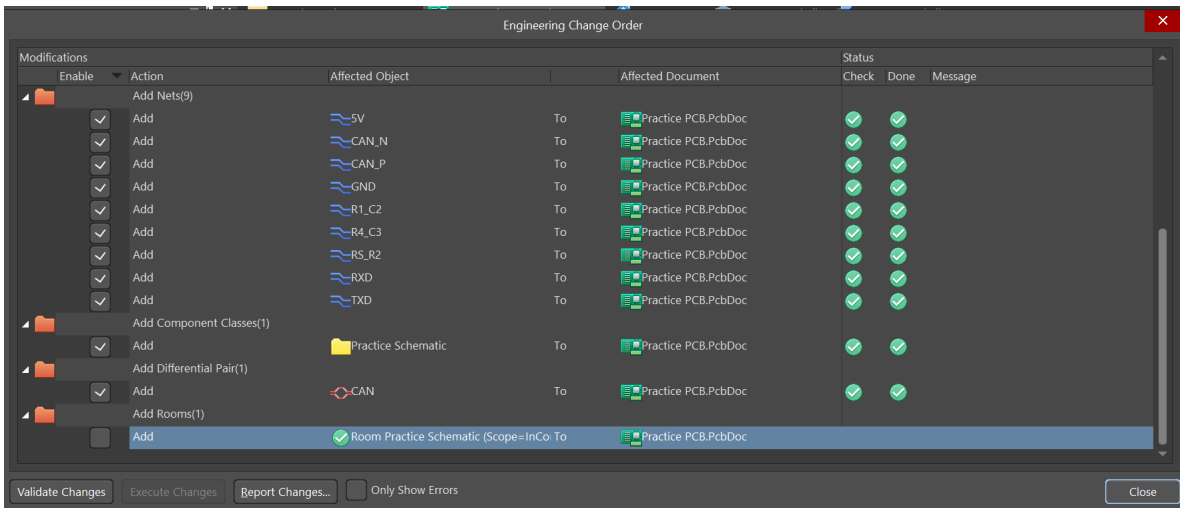 Engineering Change Order
Modifications Status
Enable Action Affected Object Affected Document Check Done Message
Add Nets(9)
Add 5V To Practice PCB.PcbDoc
Add CAN_N To Practice PCB.PcbDoc
Add CAN_P To Practice PCB.PcbDoc
Add GND To Practice PCB.PcbDoc
Add R1_C2 To Practice PCB.PcbDoc
Add R4_C3 To Practice PCB.PcbDoc
Add RS_R2 To Practice PCB.PcbDoc
Add RXD To Practice PCB.PcbDoc
Add TXD To Practice PCB.PcbDoc
Add Component Classes(1)
Add Practice Schematic To Practice PCB.PcbDoc
Add Differential Pair(1)
Add CAN To Practice PCB.PcbDoc
Add Rooms(1)
Add Room Practice Schematic (Scope=InCo To Practice PCB.PcbDoc
Validate Changes Execute Changes Report Changes... Only Show Errors Close